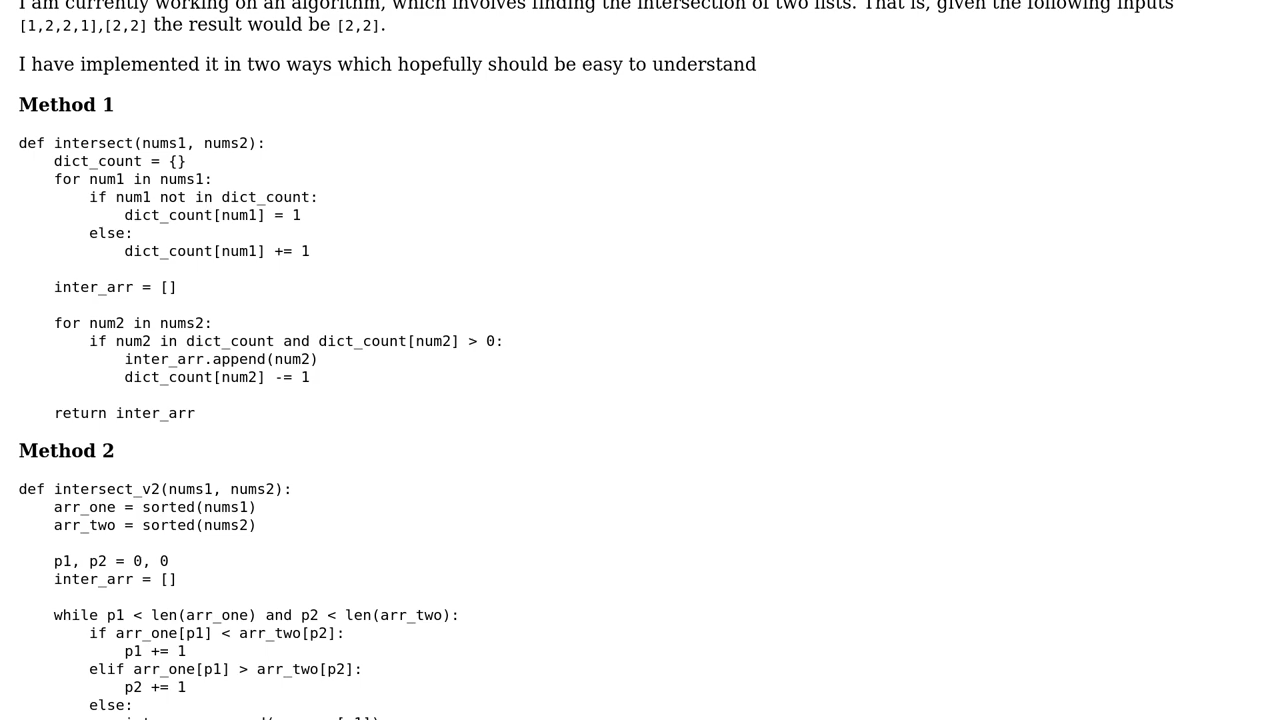 I am currently working on an algorithm, which involves finding the intersection of two lists. That is, given the following inputs
[1,2,2,1],[2,2] the result would be [2,2].
I have implemented it in two ways which hopefully should be easy to understand
Method 1
def intersect(nums1, nums2):
    dict_count = {}
    for num1 in nums1:
        if num1 not in dict_count:
            dict_count[num1] = 1
        else:
            dict_count[num1] += 1
    inter_arr = []
    for num2 in nums2:
        if num2 in dict_count and dict_count[num2] > 0:
            inter_arr.append(num2)
            dict_count[num2] -= 1
    return inter_arr
Method 2
def intersect_v2(nums1, nums2):
    arr_one = sorted(nums1)
    arr_two = sorted(nums2)
    p1, p2 = 0, 0
    inter_arr = []
    while p1 < len(arr_one) and p2 < len(arr_two):
        if arr_one[p1] < arr_two[p2]:
            p1 += 1
        elif arr_one[p1] > arr_two[p2]:
            p2 += 1
        else: